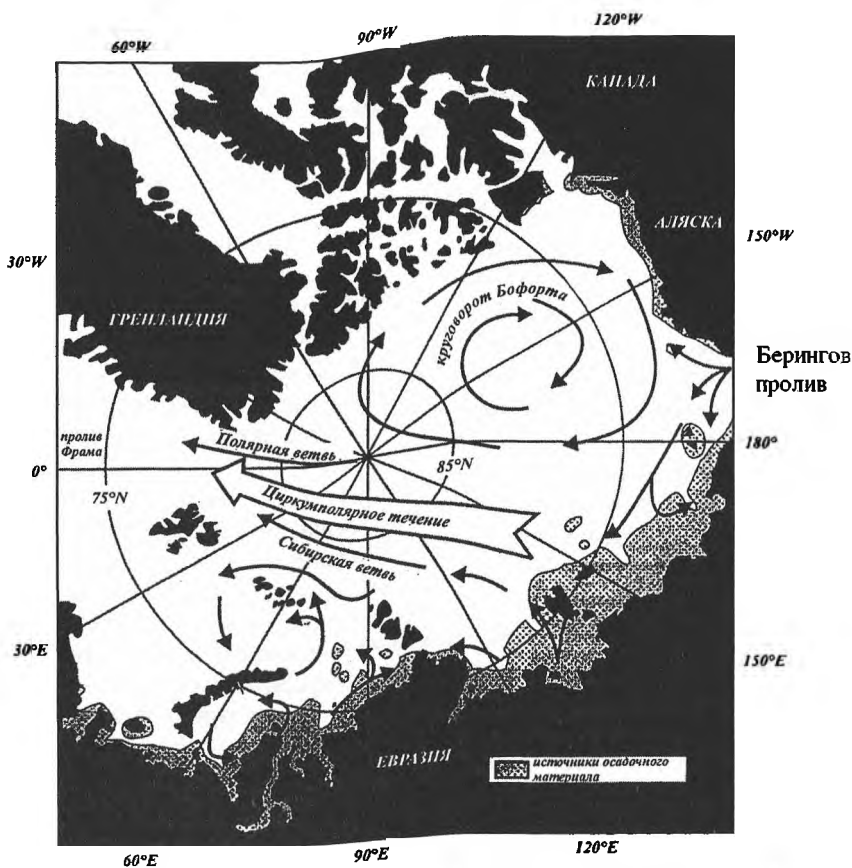 60°W
90°W
120°W
КАНАДА
АЛЯСКА
150°W
30°W
ГРЕНЛАНДИЯ
круговорот Бофорта
Берингов
пролив
пролив
Фрама
Полярная ветвь
85°N
180°
0°
75°N
Циркумполярное течение
Сибирская ветвь
30°E
150°E
ЕВРАЗИЯ
источники осадочного
материала
60°E
90°E
120°E